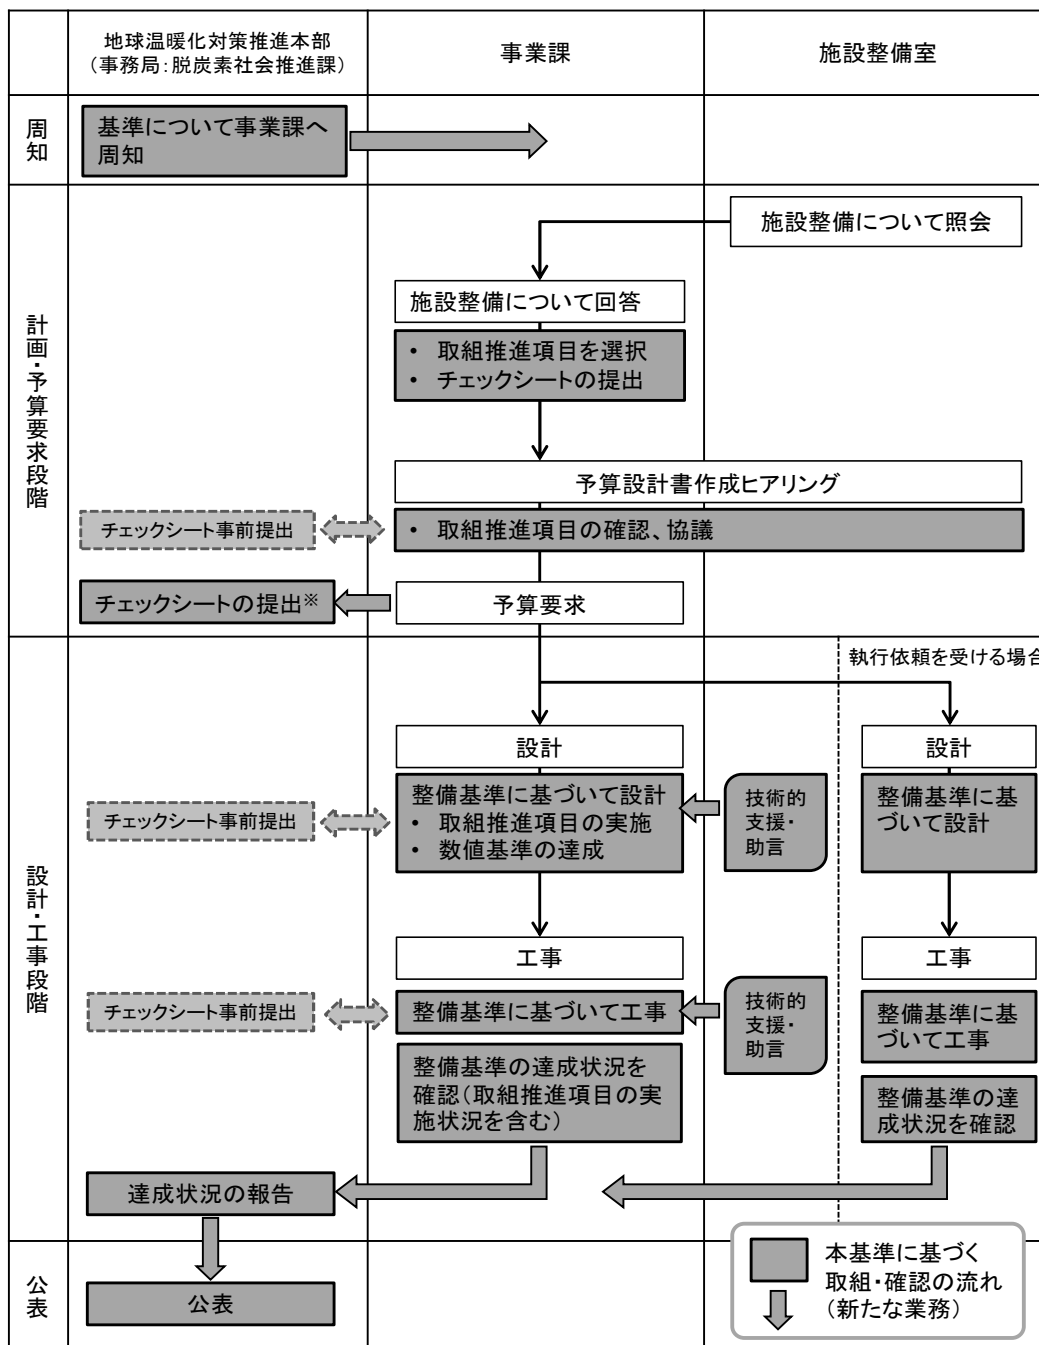 地球温暖化対策推進本部
（事務局：脱炭素社会推進課）
事業課
施設整備室
周知
基準について事業課へ
周知
計画・予算要求段階
施設整備について照会
施設整備について回答
• 取組推進項目を選択
• チェックシートの提出
予算設計書作成ヒアリング
チェックシート事前提出
• 取組推進項目の確認、協議
チェックシートの提出※
予算要求
設計・工事段階
執行依頼を受ける場合
設計
設計
チェックシート事前提出
整備基準に基づいて設計
• 取組推進項目の実施
• 数値基準の達成
技術的
支援・
助言
整備基準に基
づいて設計
工事
工事
チェックシート事前提出
整備基準に基づいて工事
技術的
支援・
助言
整備基準に基
づいて工事
整備基準の達成状況を
確認（取組推進項目の実
施状況を含む）
整備基準の達
成状況を確認
達成状況の報告
公表
公表
本基準に基づく
取組・確認の流れ
（新たな業務）